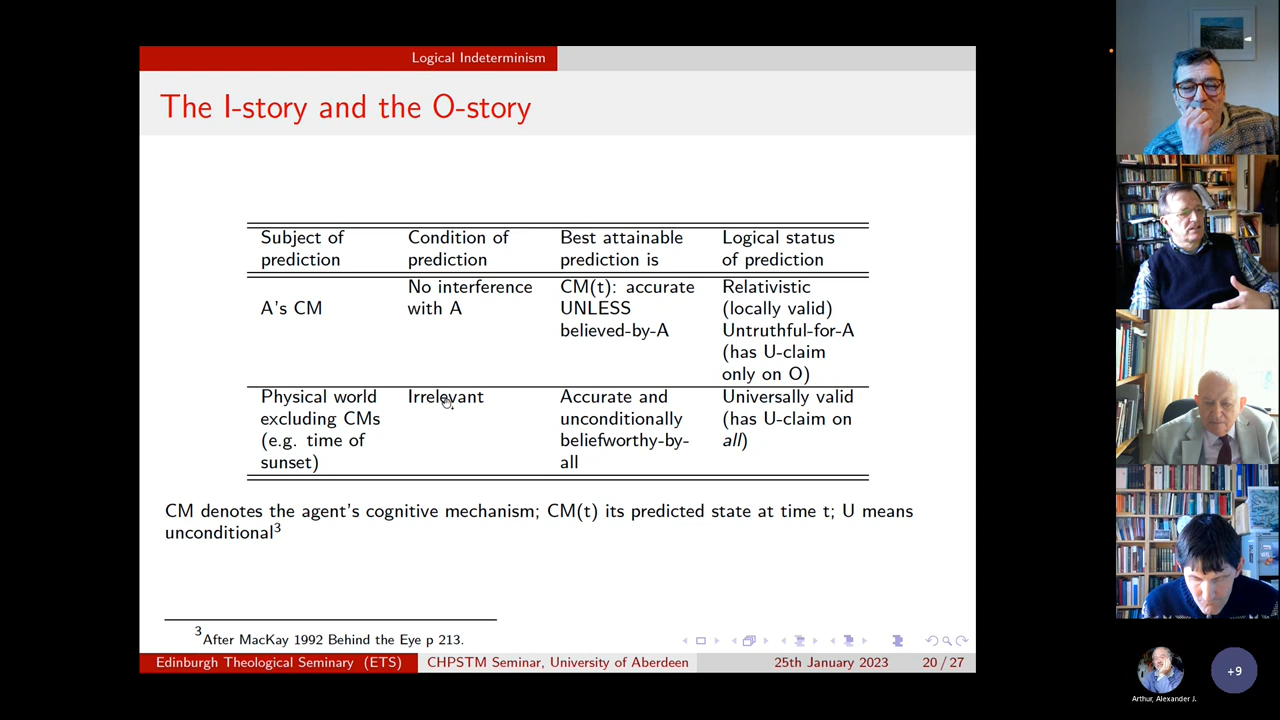 Logical Indeterminism
The I-story and the O-story
Subject of prediction
Condition of prediction
Best attainable prediction is
Logical status of prediction
A's CM
No interference with A
CM(t): accurate UNLESS believed-by-A
Relativistic (locally valid) Untruthful-for-A (has U-claim only on O)
Physical world excluding CMs (e.g. time of sunset)
Irrelevant
Accurate and unconditionally beliefworthy-by-all
Universally valid (has U-claim on all)
CM denotes the agent's cognitive mechanism; CM(t) its predicted state at time t; U means
unconditional3
3After MacKay 1992 Behind the Eye p 213.
Edinburgh Theological Seminary (ETS)
CHPSTM Seminar, University of Aberdeen
25th January 2023
20 / 27
Arthur, Alexander J.
+9